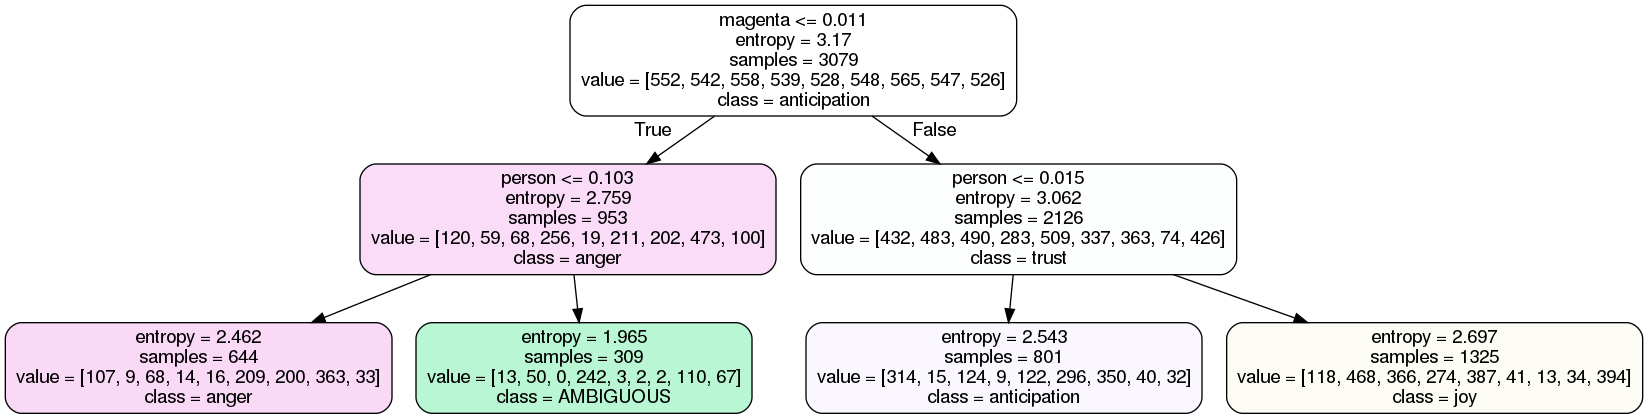 magenta <= 0.011
entropy = 3.17
samples = 3079
value = [552, 542, 558, 539, 528, 548, 565, 547, 526]
class = anticipation
True
False
person <= 0.103
entropy = 2.759
samples = 953
value = [120, 59, 68, 256, 19, 211, 202, 473, 100]
class = anger
person <= 0.015
entropy = 3.062
samples = 2126
value = [432, 483, 490, 283, 509, 337, 363, 74, 426]
class = trust
entropy = 2.462
samples = 644
value = [107, 9, 68, 14, 16, 209, 200, 363, 33]
class = anger
entropy = 1.965
samples = 309
value = [13, 50, 0, 242, 3, 2, 2, 110, 67]
class = AMBIGUOUS
entropy = 2.543
samples = 801
value = [314, 15, 124, 9, 122, 296, 350, 40, 32]
class = anticipation
entropy = 2.697
samples = 1325
value = [118, 468, 366, 274, 387, 41, 13, 34, 394]
class = joy